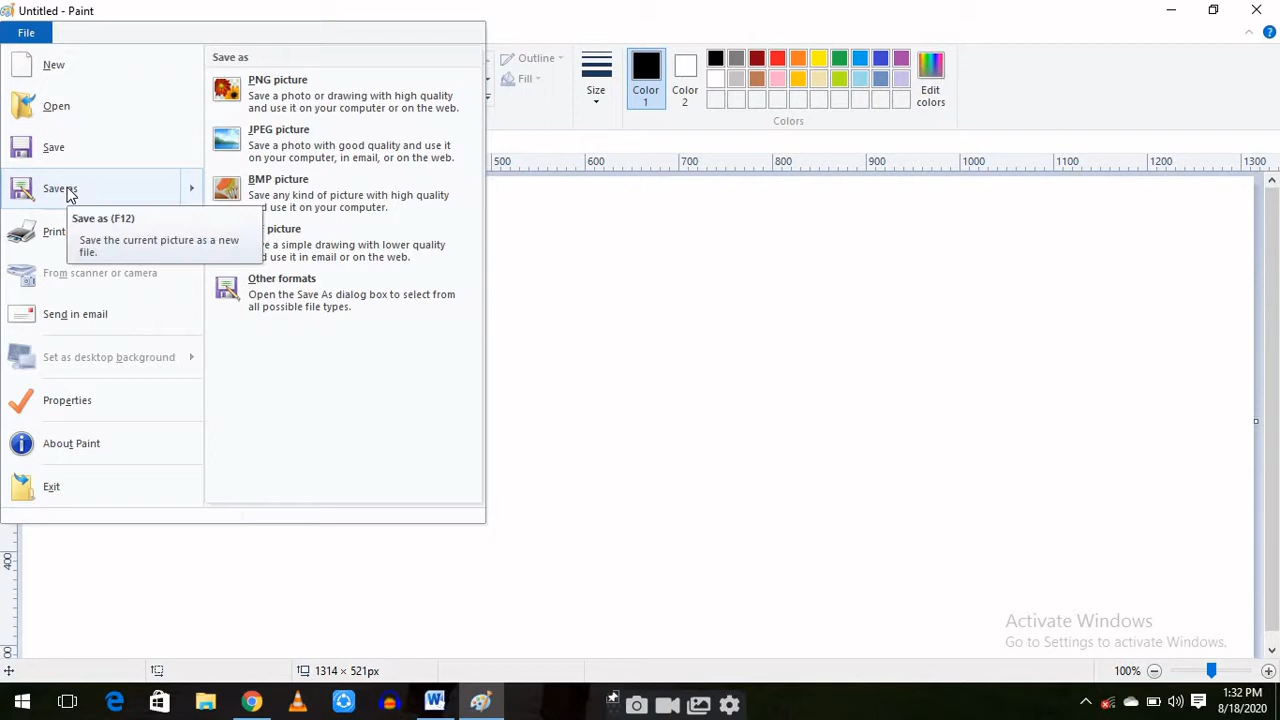 Untitled - Paint
File
New
Open
Save
Save as
Print
From scanner or camera
Send in email
Set as desktop background
Properties
About Paint
Exit
Save as (F12)
Save the current picture as a new
file.
Save as
PNG picture
Save a photo or drawing with high quality
and use it on your computer or on the web.
JPEG picture
Save a photo with good quality and use it
on your computer, in email, or on the web.
BMP picture
Save any kind of picture with high quality
and use it on your computer.
picture
a simple drawing with lower quality
use it in email or on the web.
Other formats
Open the Save As dialog box to select from
all possible file types.
Outline
Fill
Size
Color
1
Color
2
Edit
colors
Colors
500 600 700 800 900 1000 1100 1200 1300
400
Activate Windows
Go to Settings to activate Windows.
1314 × 521px
100%
1:32 PM
8/18/2020